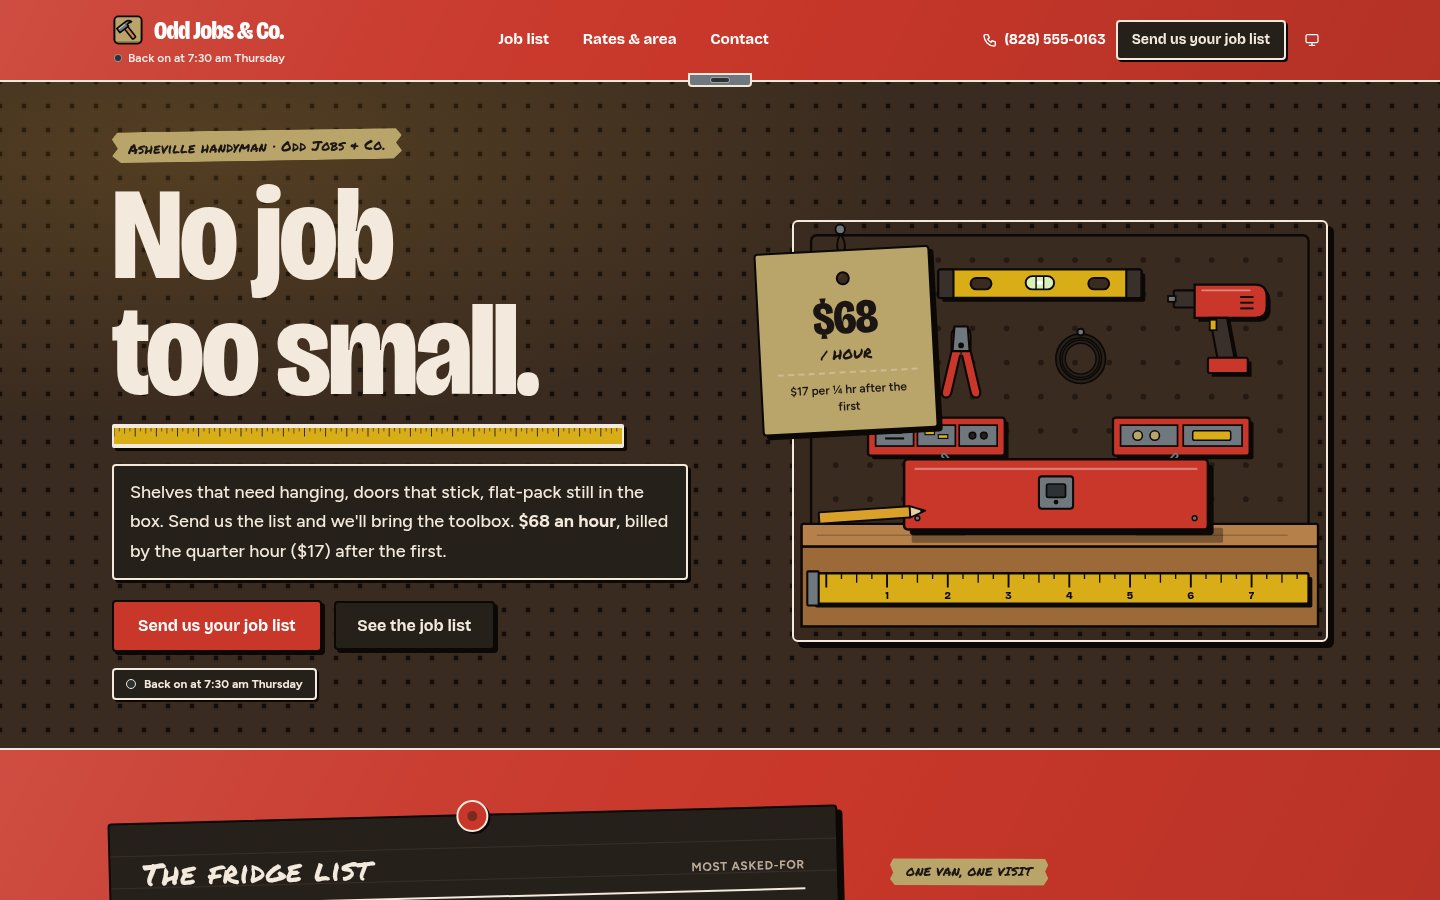 Odd Jobs & Co.
Back on at 7:30 am Thursday
Job list
Rates & area
Contact
(828) 555-0163
Send us your job list
Asheville handyman · Odd Jobs & Co.
No job
too small.
Shelves that need hanging, doors that stick, flat-pack still in the
box. Send us the list and we'll bring the toolbox. $68 an hour, billed
by the quarter hour ($17) after the first.
Send us your job list
See the job list
Back on at 7:30 am Thursday
$68
/ hour
$17 per ¼ hr after the
first
1 2 3 4 5 6 7
The fridge list
MOST ASKED-FOR
one van, one visit